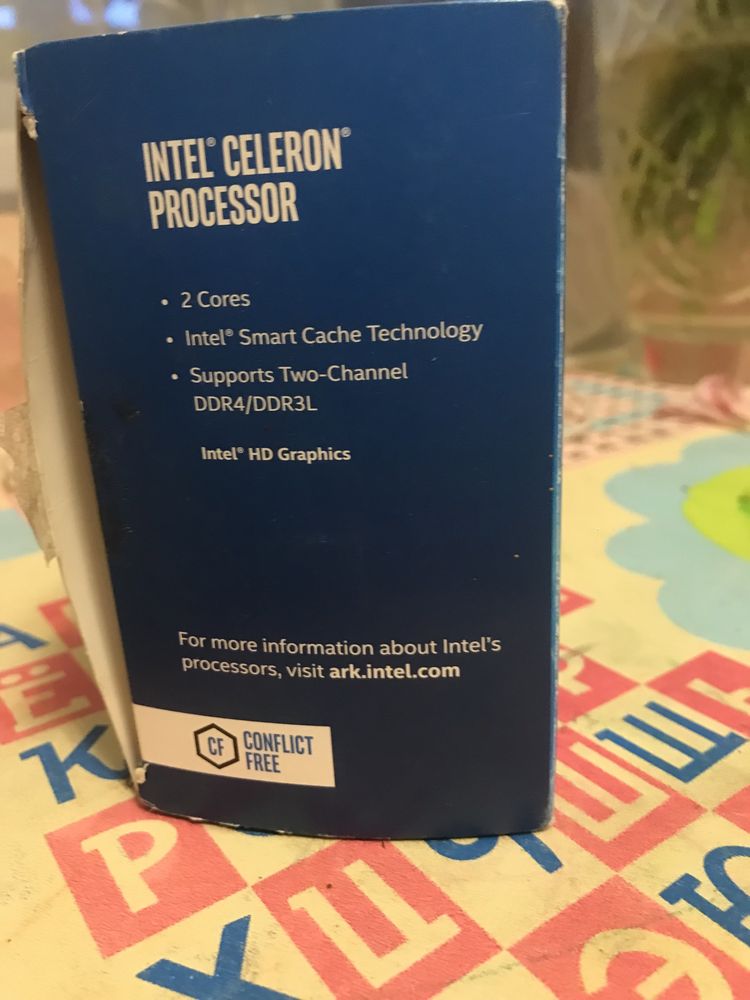 INTEL® CELERON®
PROCESSOR
• 2 Cores
• Intel® Smart Cache Technology
• Supports Two-Channel
DDR4/DDR3L
Intel® HD Graphics
For more information about Intel's
processors, visit ark.intel.com
CF CONFLICT
FREE
Ё
К
Р
Ц
Ш
Щ
Э
Ю